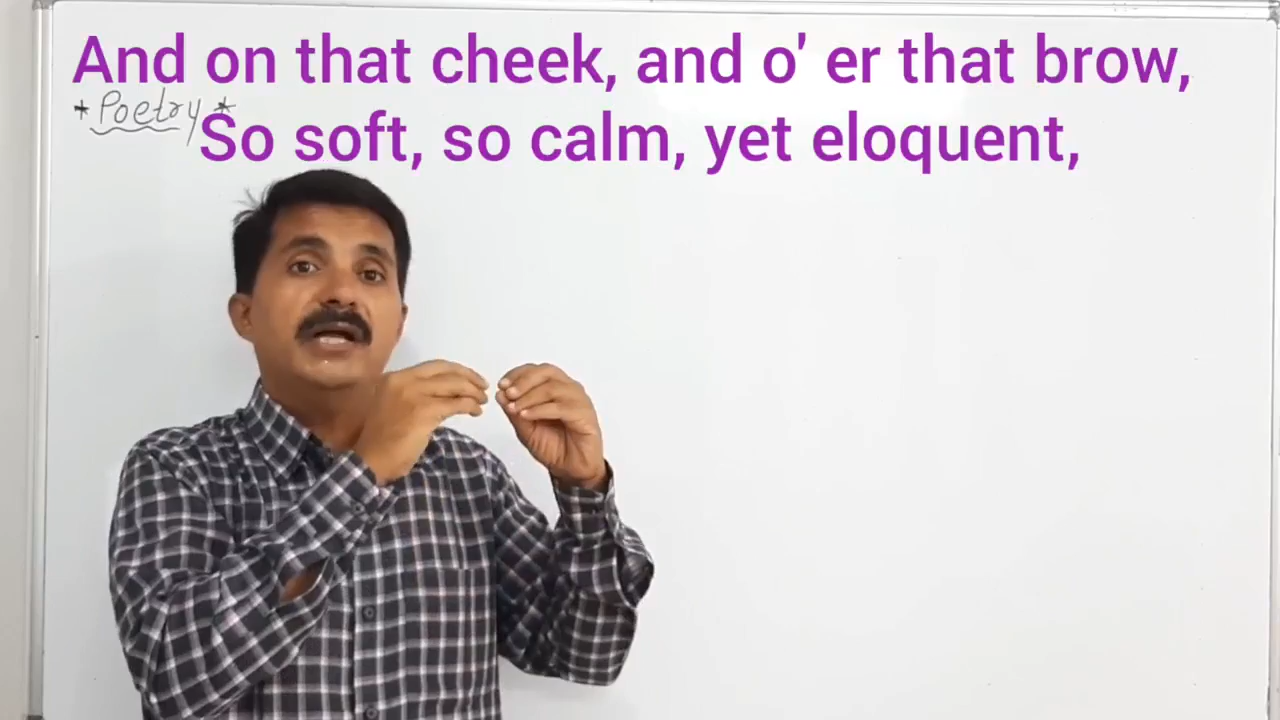 And on that cheek, and o' er that brow,
*Poetry*
So soft, so calm, yet eloquent,